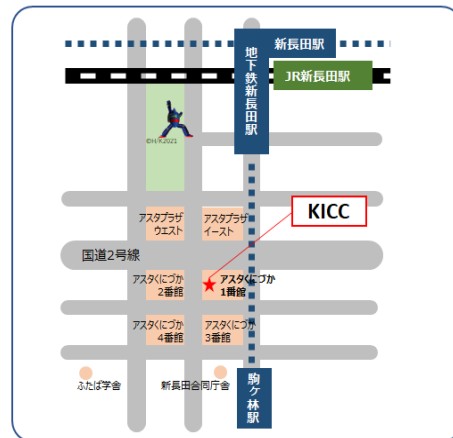 新長田駅
JR新長田駅
地下鉄新長田駅
©H/K2021
KICC
アスタプラザ
ウエスト
アスタプラザ
イースト
国道2号線
アスタくにづか
2番館
アスタくにづか
1番館
アスタくにづか
4番館
アスタくにづか
3番館
ふたば学舎
新長田合同庁舎
駒ヶ林駅